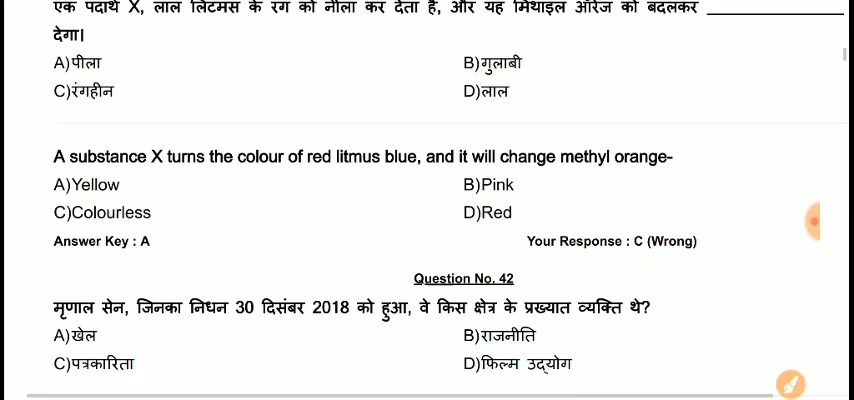 एक पदार्थ X, लाल लिटमस के रंग को नीला कर देता है, और यह मिथाइल ऑरेंज को बदलकर ____________
देगा।
A)पीला B)गुलाबी
C)रंगहीन D)लाल
A substance X turns the colour of red litmus blue, and it will change methyl orange-
A)Yellow B)Pink
C)Colourless D)Red
Answer Key : A Your Response : C (Wrong)
Question No. 42
मृणाल सेन, जिनका निधन 30 दिसंबर 2018 को हुआ, वे किस क्षेत्र के प्रख्यात व्यक्ति थे?
A)खेल B)राजनीति
C)पत्रकारिता D)फिल्म उद्योग